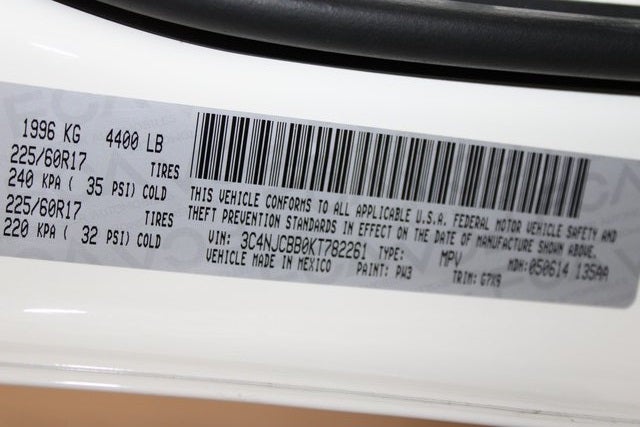 1996 KG 4400 LB
225/60R17 TIRES
240 KPA ( 35 PSI) COLD
225/60R17 TIRES
220 KPA ( 32 PSI) COLD
THIS VEHICLE CONFORMS TO ALL APPLICABLE U.S.A. FEDERAL MOTOR VEHICLE SAFETY AND
THEFT PREVENTION STANDARDS IN EFFECT ON THE DATE OF MANUFACTURE SHOWN ABOVE.
VIN: 3C4NJCBB0KT782261 TYPE: MPV MDH: 050614 135AA
VEHICLE MADE IN MEXICO PAINT: PW3 TRIM: G7X9